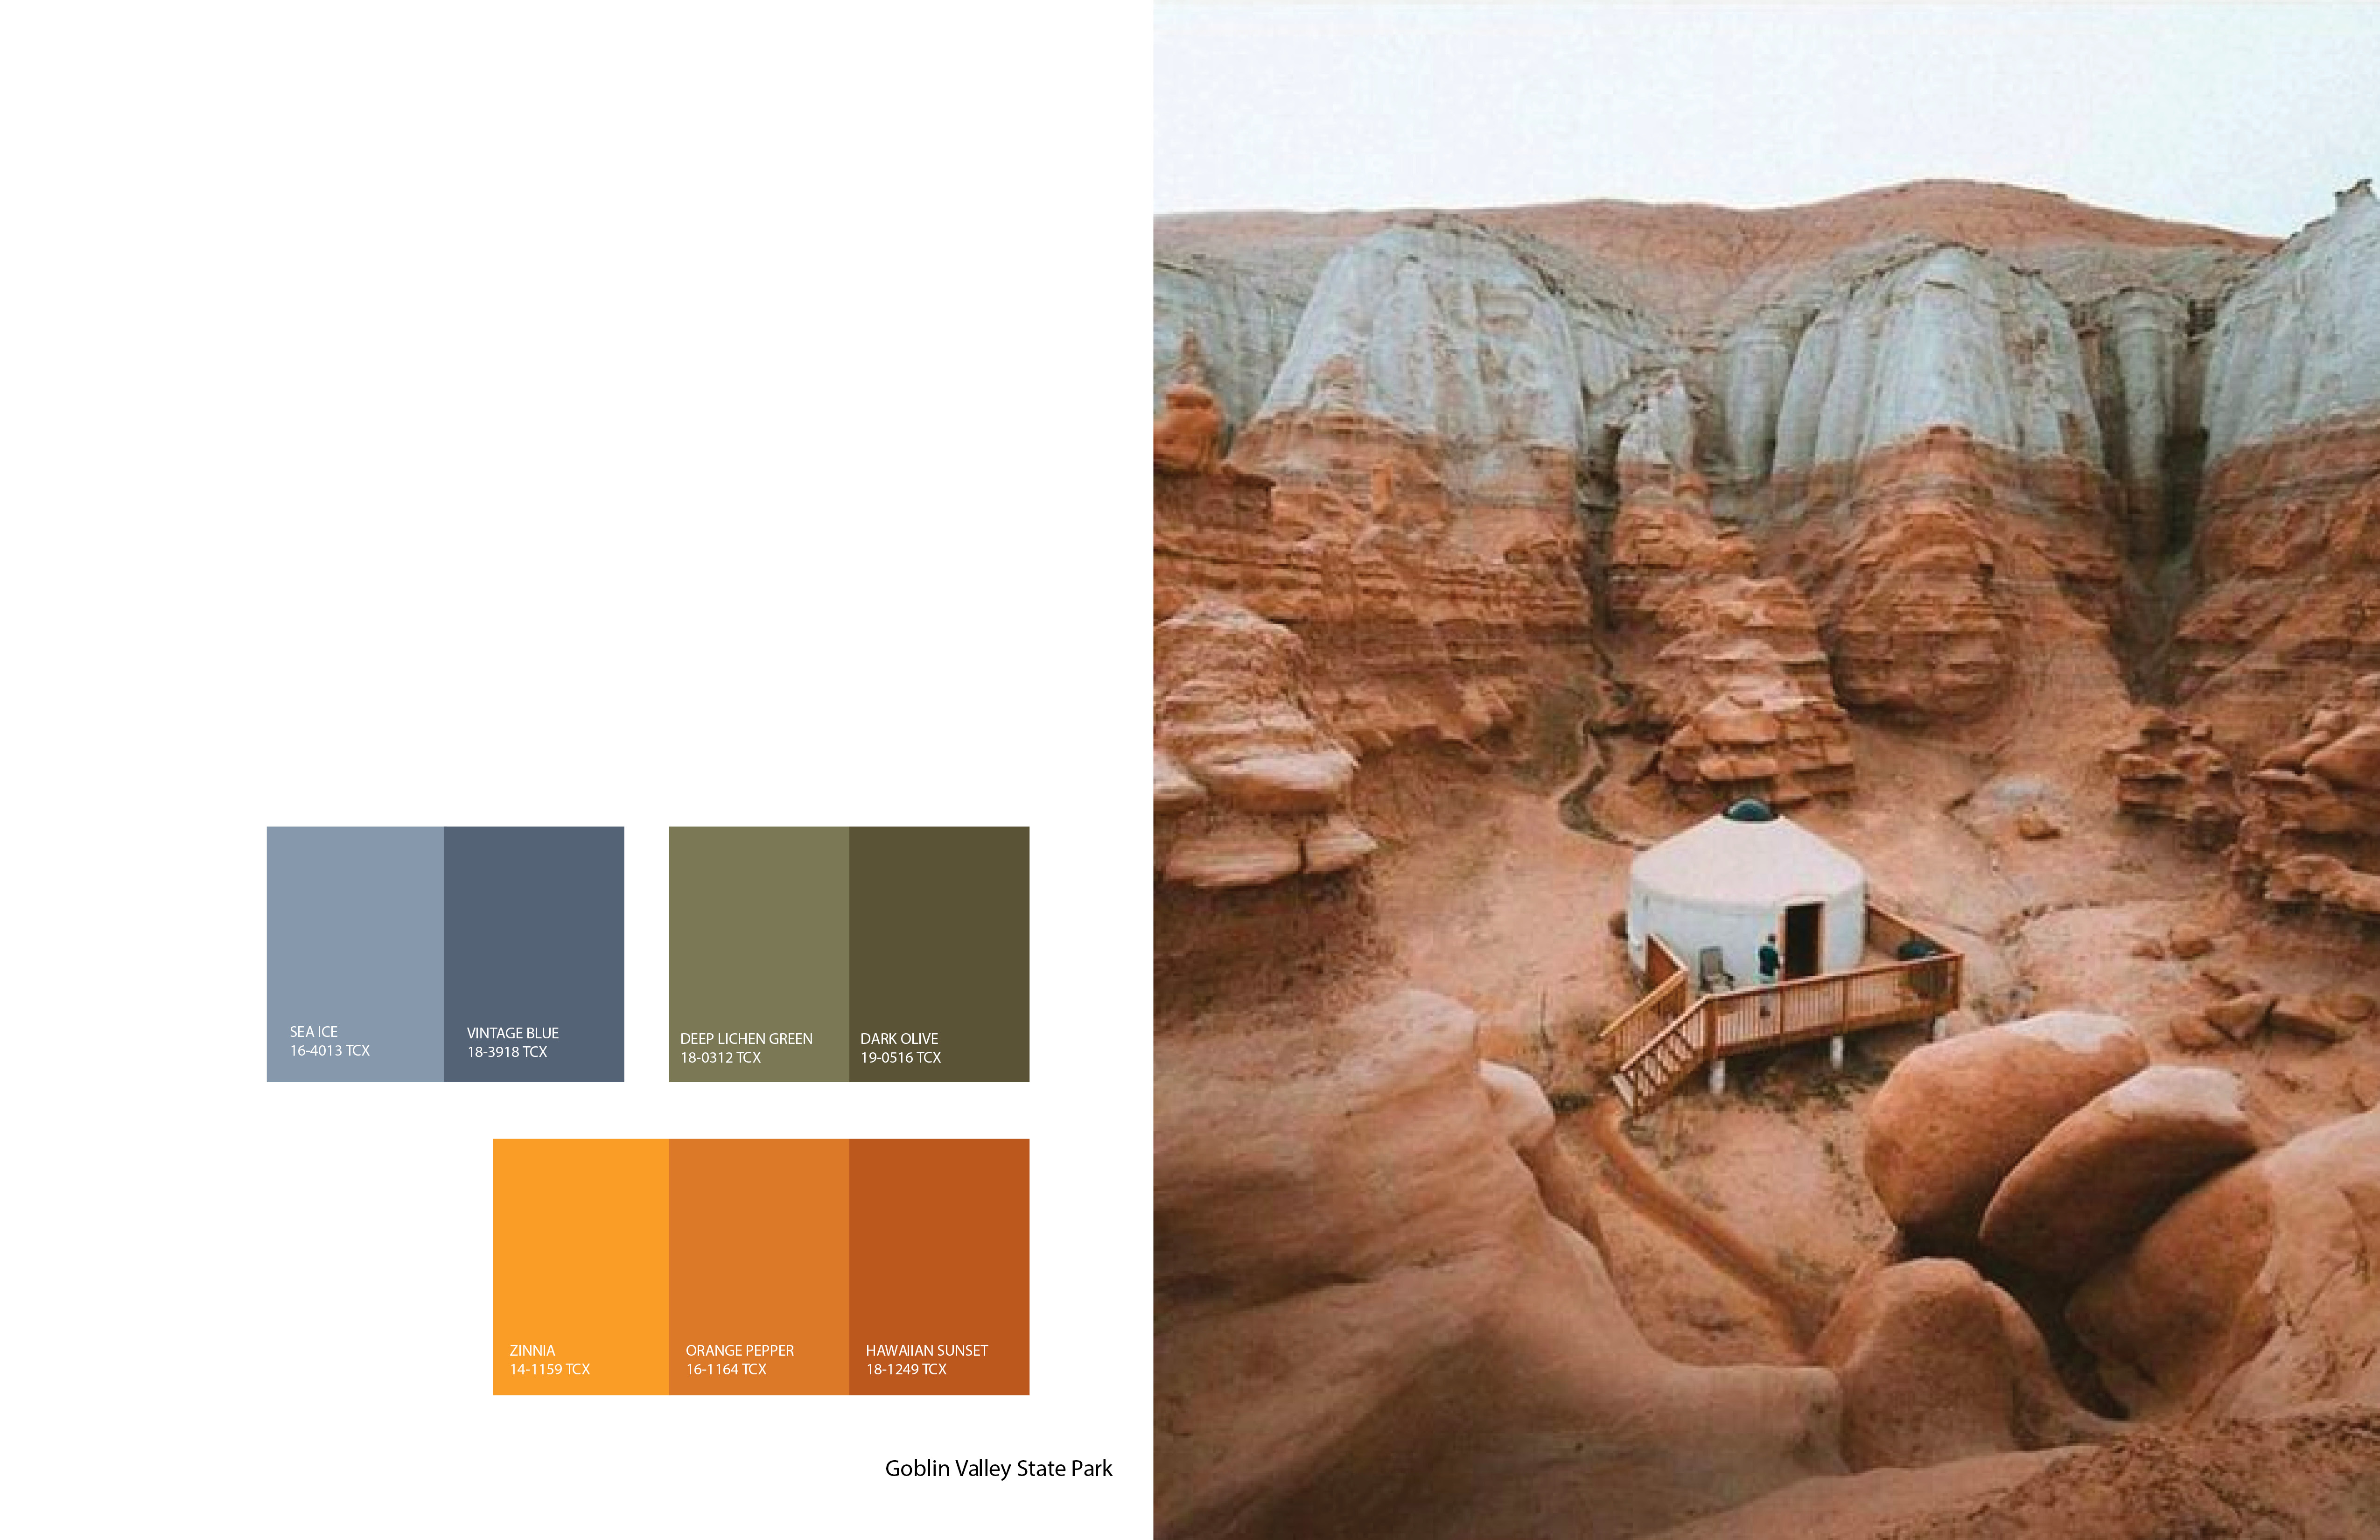 SEA ICE
16-4013 TCX
VINTAGE BLUE
18-3918 TCX
DEEP LICHEN GREEN
18-0312 TCX
DARK OLIVE
19-0516 TCX
ZINNIA
14-1159 TCX
ORANGE PEPPER
16-1164 TCX
HAWAIIAN SUNSET
18-1249 TCX
Goblin Valley State Park